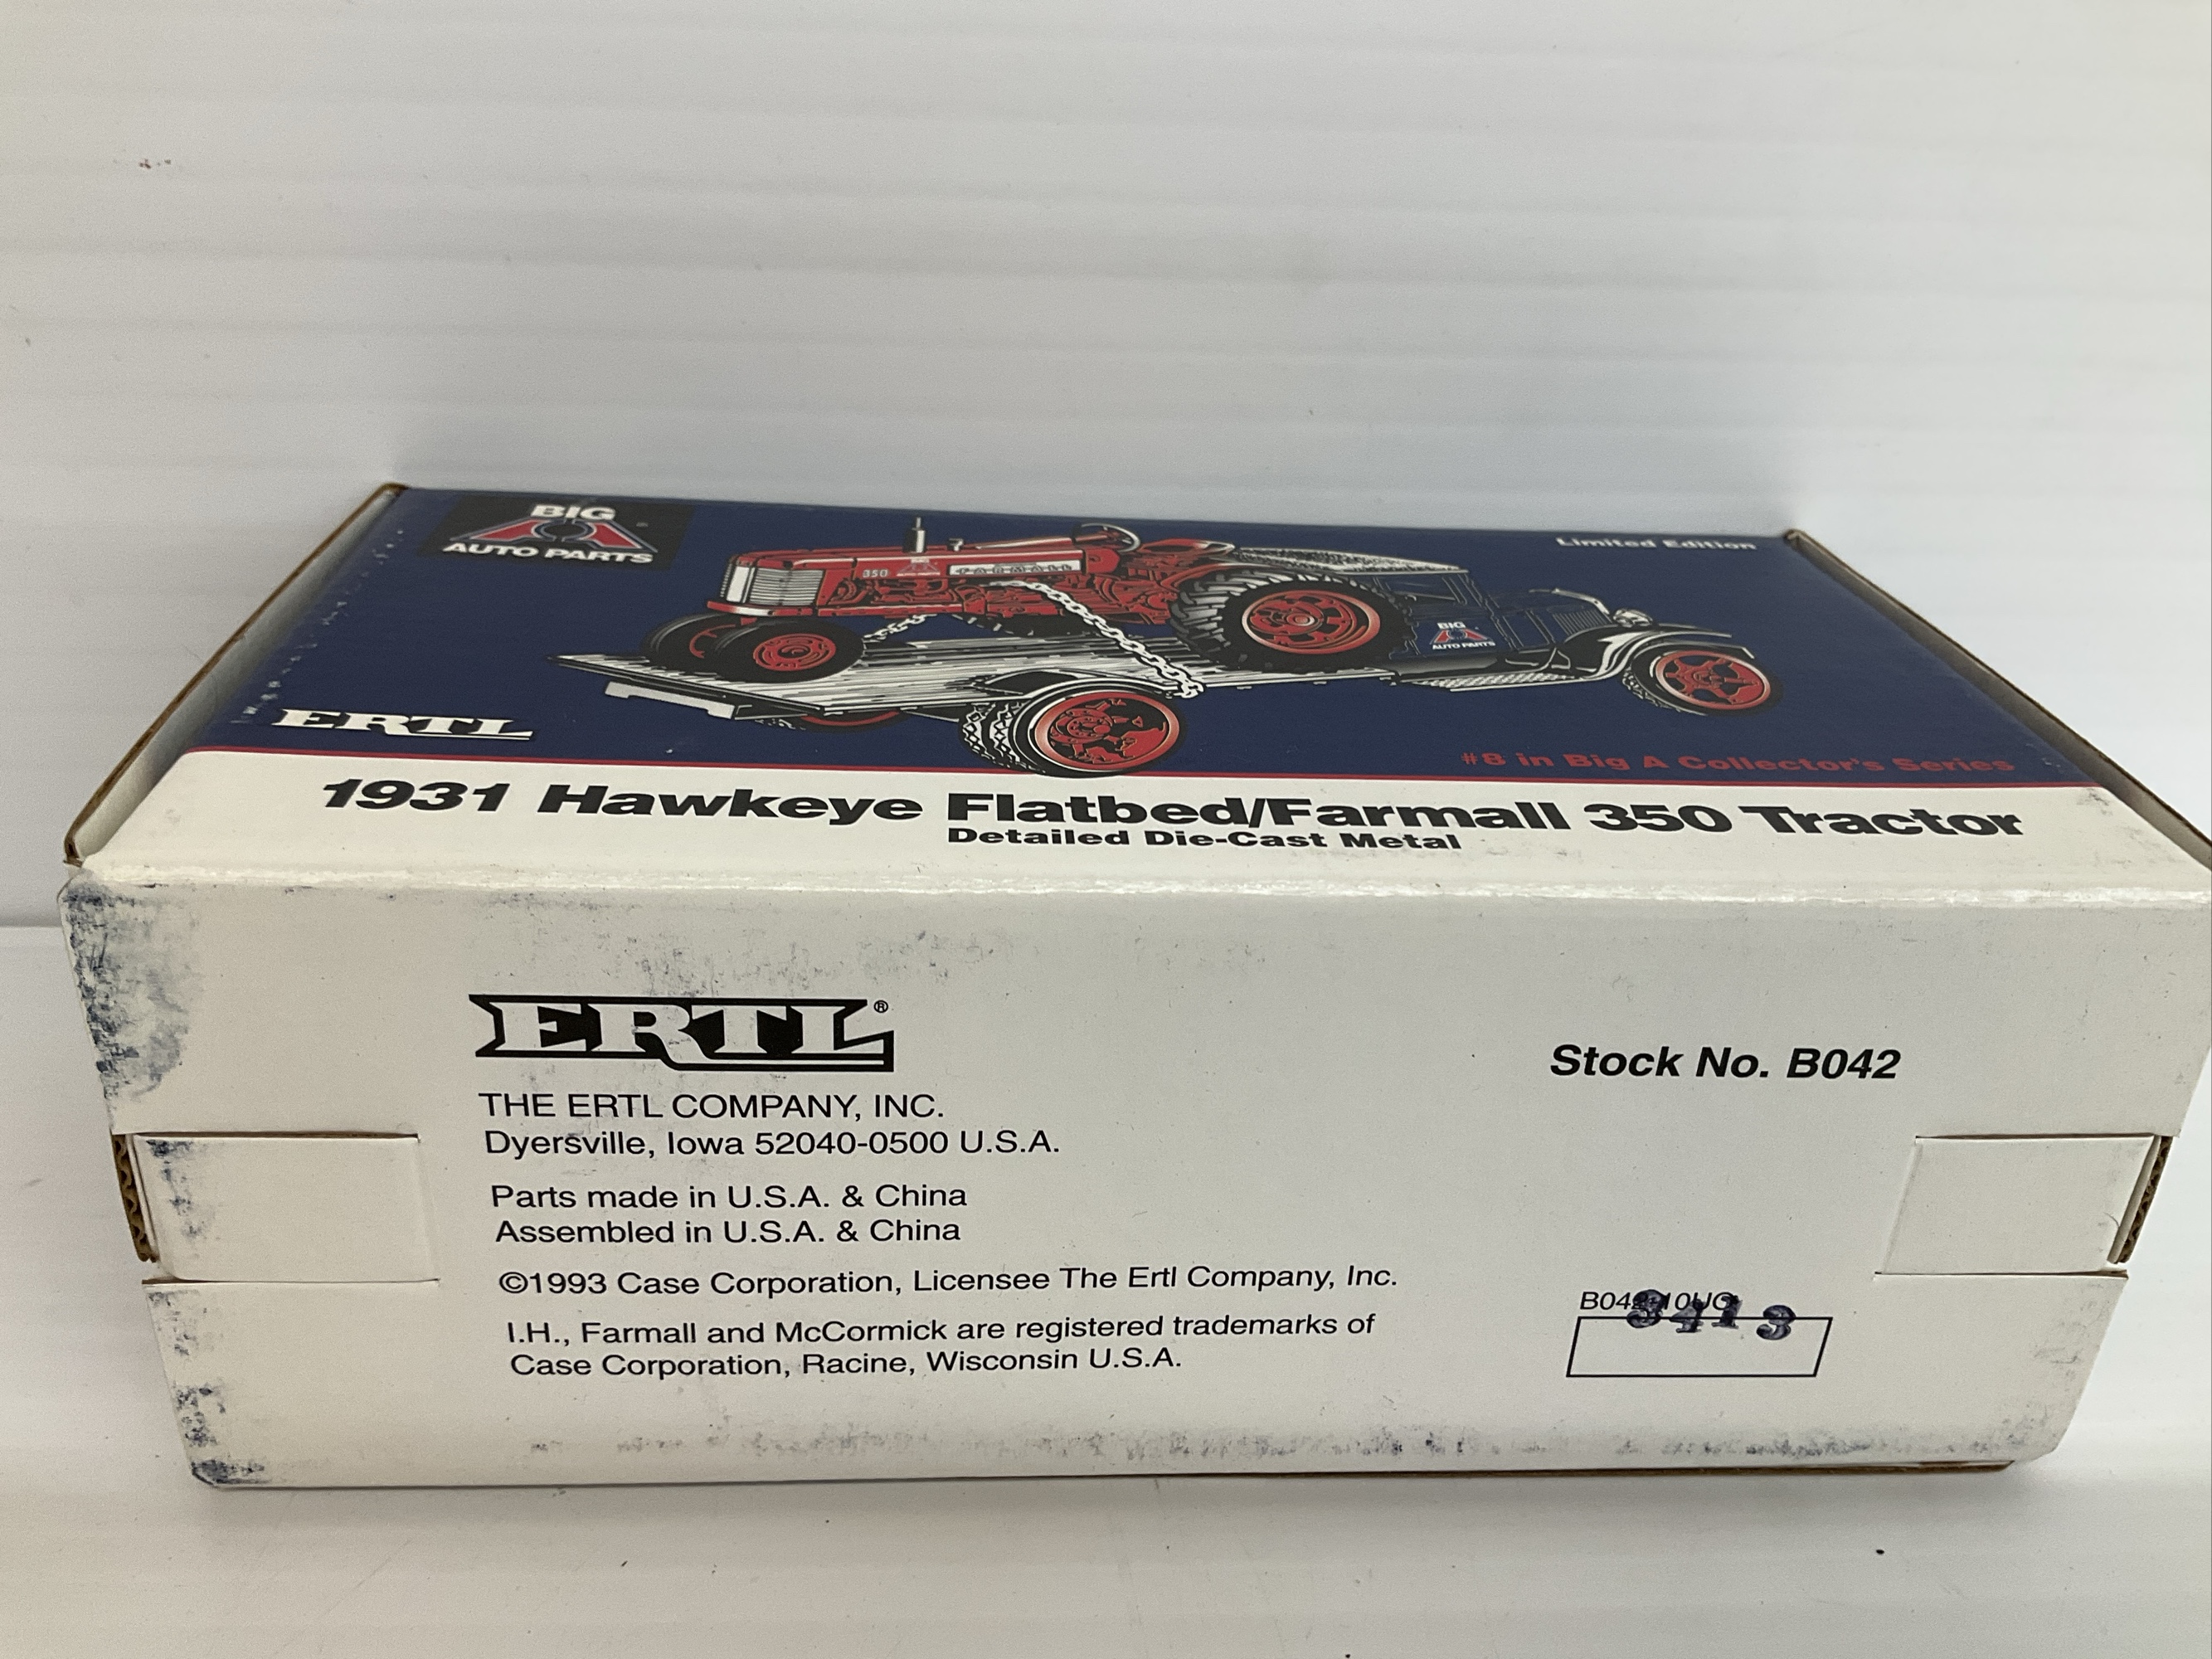 BIG
AUTO PARTS
Limited Edition
350
FARMALL
BIG
AUTO PARTS
ERTL
#8 in Big A Collector's Series
1931 Hawkeye Flatbed/Farmall 350 Tractor
Detailed Die-Cast Metal
ERTL®
Stock No. B042
THE ERTL COMPANY, INC.
Dyersville, Iowa 52040-0500 U.S.A.
Parts made in U.S.A. & China
Assembled in U.S.A. & China
©1993 Case Corporation, Licensee The Ertl Company, Inc.
I.H., Farmall and McCormick are registered trademarks of
Case Corporation, Racine, Wisconsin U.S.A.
3413